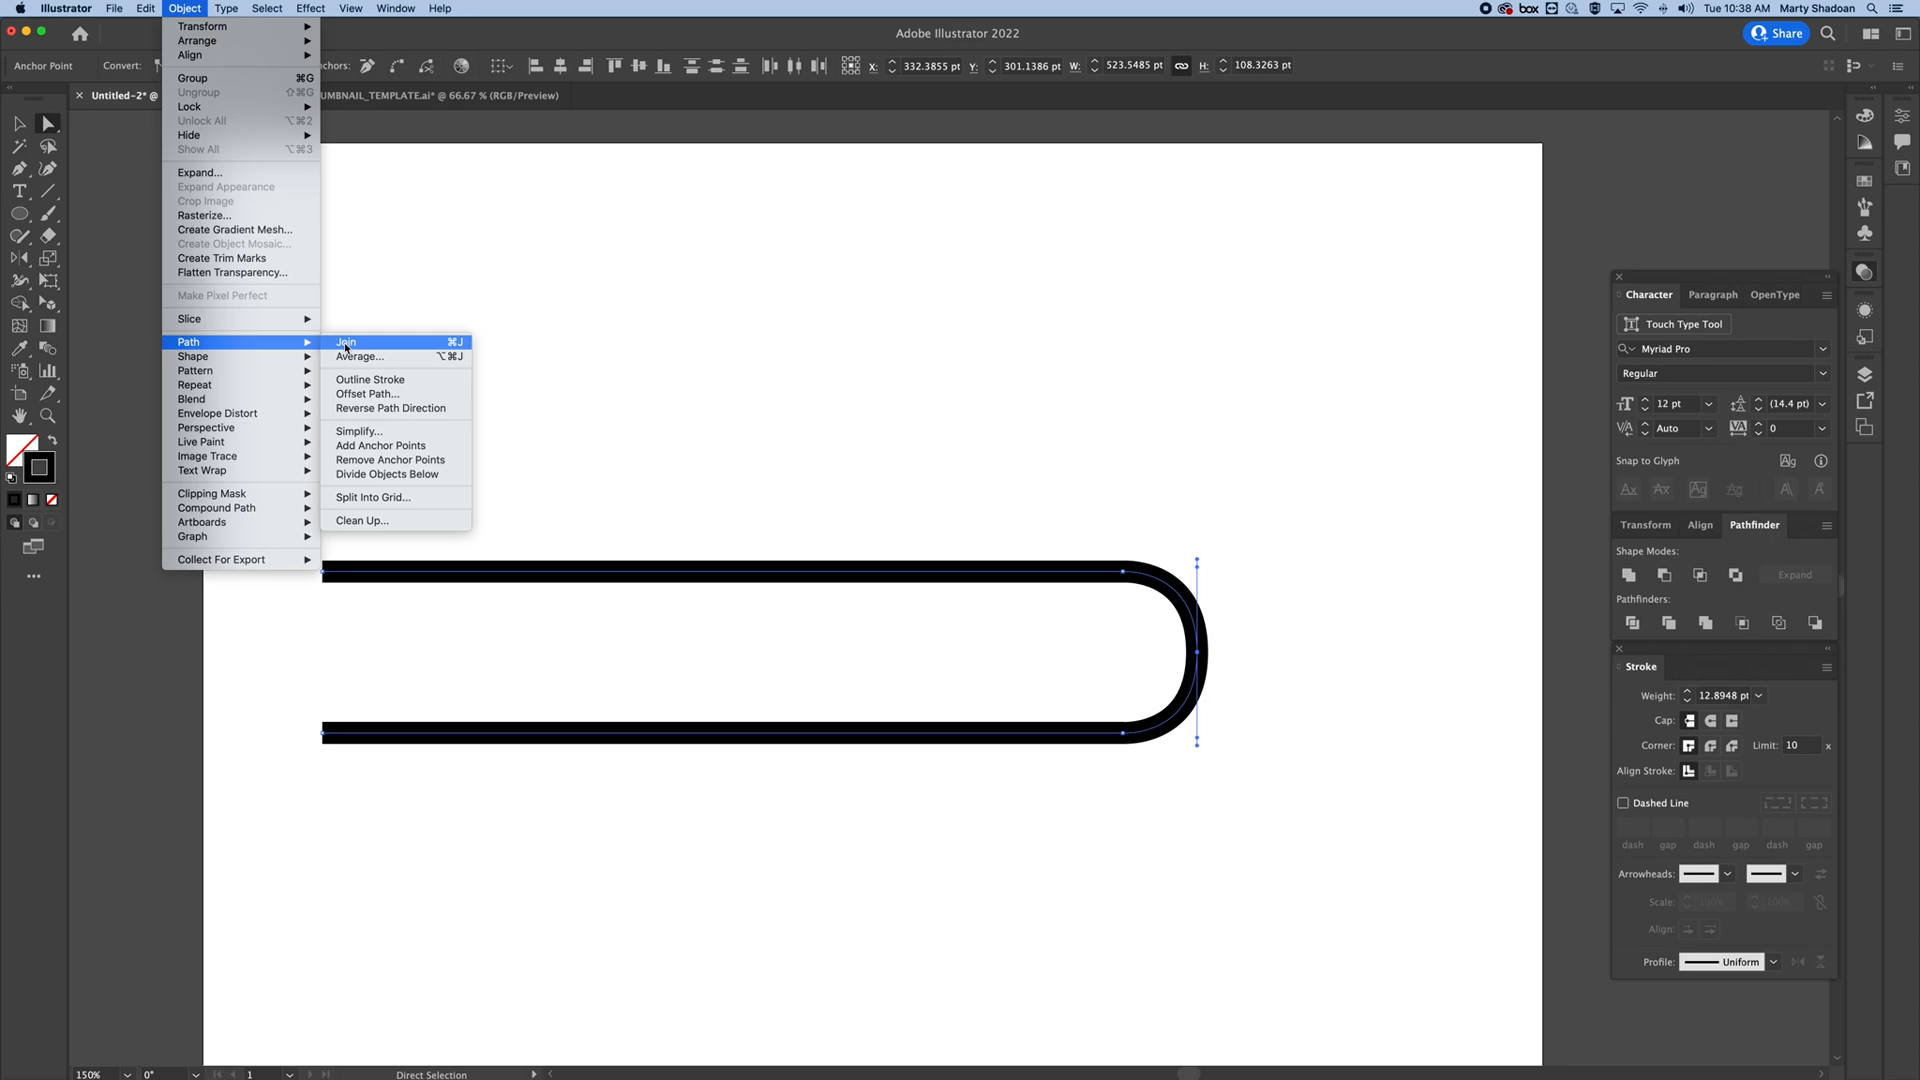 Illustrator File Edit Object Type Select Effect View Window Help
box Tue 10:38 AM Marty Shadoan
Adobe Illustrator 2022
Share
Anchor Point Convert: chors: X: 332.3855 pt Y: 301.1386 pt W: 523.5485 pt H: 108.3263 pt
× Untitled-2* @ UMBNAIL_TEMPLATE.ai* @ 66.67 % (RGB/Preview)
Transform
Arrange
Align
Group ⌘G
Ungroup ⇧⌘G
Lock
Unlock All ⌥⌘2
Hide
Show All ⌥⌘3
Expand...
Expand Appearance
Crop Image
Rasterize...
Create Gradient Mesh...
Create Object Mosaic...
Create Trim Marks
Flatten Transparency...
Make Pixel Perfect
Slice
Path
Shape
Pattern
Repeat
Blend
Envelope Distort
Perspective
Live Paint
Image Trace
Text Wrap
Clipping Mask
Compound Path
Artboards
Graph
Collect For Export
Join ⌘J
Average... ⌥⌘J
Outline Stroke
Offset Path...
Reverse Path Direction
Simplify...
Add Anchor Points
Remove Anchor Points
Divide Objects Below
Split Into Grid...
Clean Up...
Character Paragraph OpenType
Touch Type Tool
Myriad Pro
Regular
12 pt (14.4 pt)
Auto 0
Snap to Glyph
Transform Align Pathfinder
Shape Modes:
Expand
Pathfinders:
Stroke
Weight: 12.8948 pt
Cap:
Corner: Limit: 10 x
Align Stroke:
Dashed Line
dash gap dash gap dash gap
Arrowheads:
Scale: 100% 100%
Align:
Profile: Uniform
150% 0° 1 Direct Selection